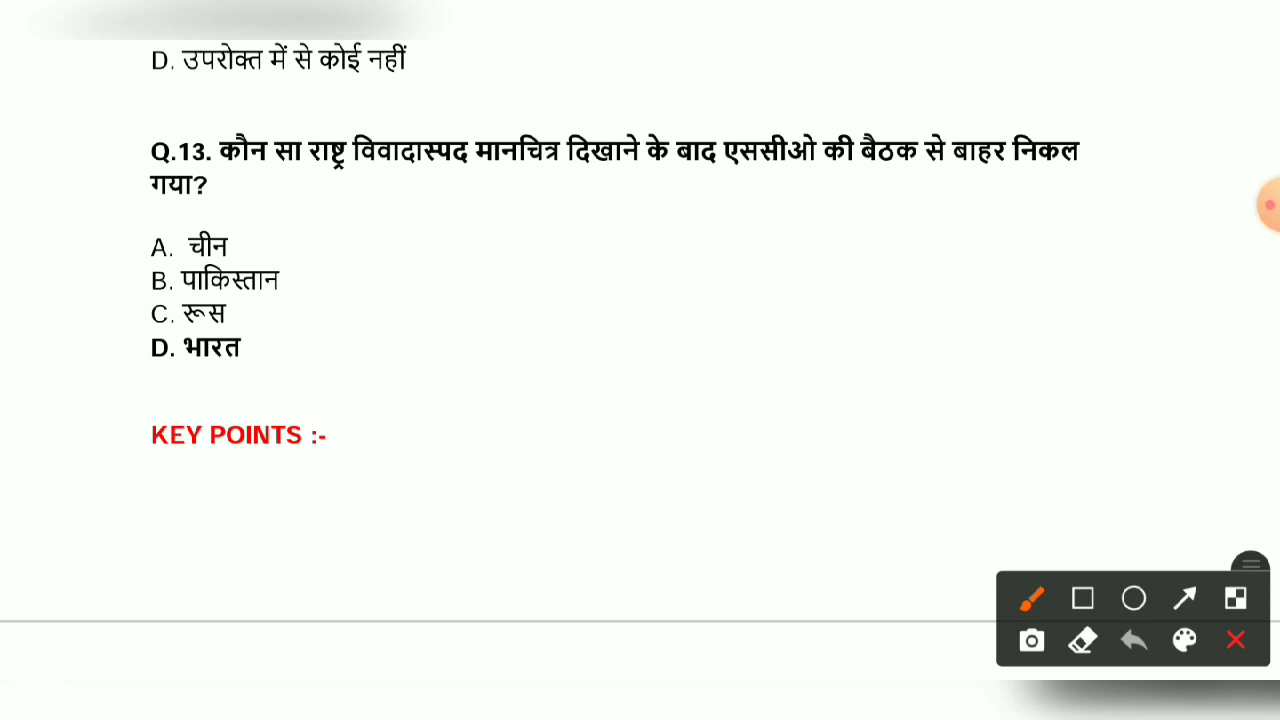 D. उपरोक्त में से कोई नहीं
Q.13. कौन सा राष्ट्र विवादास्पद मानचित्र दिखाने के बाद एससीओ की बैठक से बाहर निकल
गया?
A. चीन
B. पाकिस्तान
C. रूस
D. भारत
KEY POINTS :-